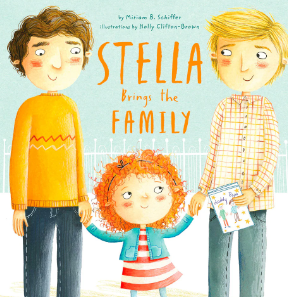 by Miriam B. Schiffer
illustrations by Holly Clifton-Brown
STELLA
Brings the
FAMILY